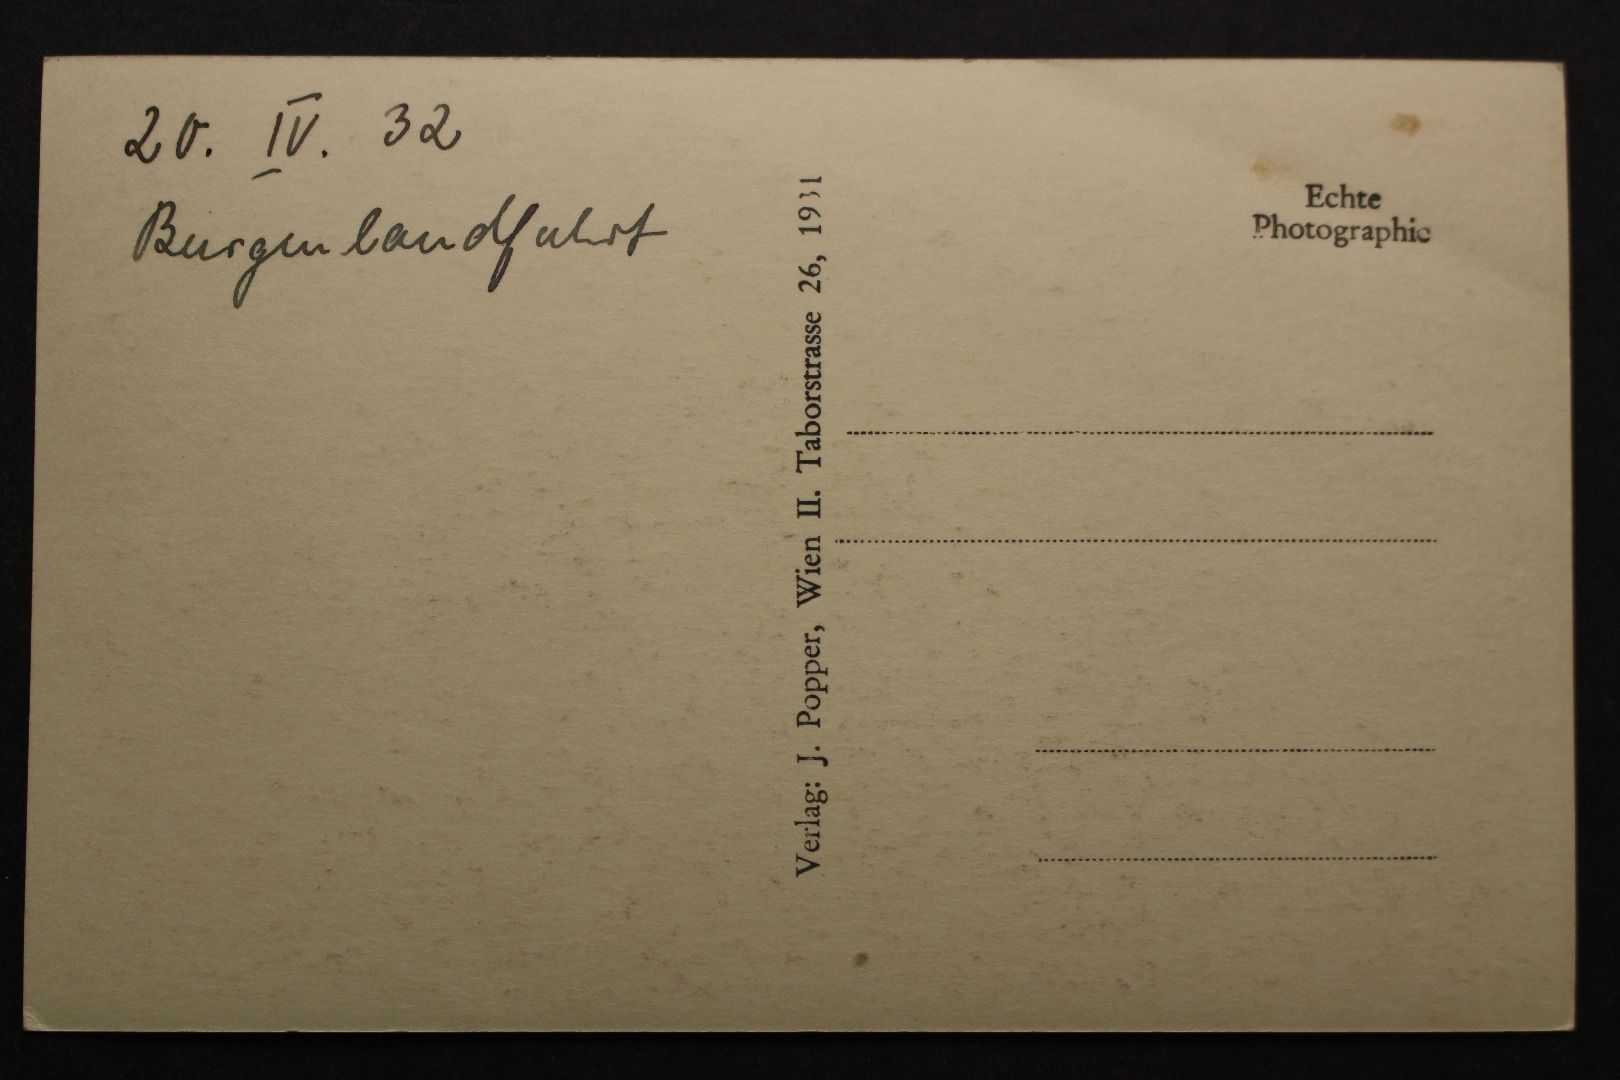 20. IV. 32
Burgenlandfahrt
Verlag: J. Popper, Wien II. Taborstrasse 26, 1931
Echte
Photographie